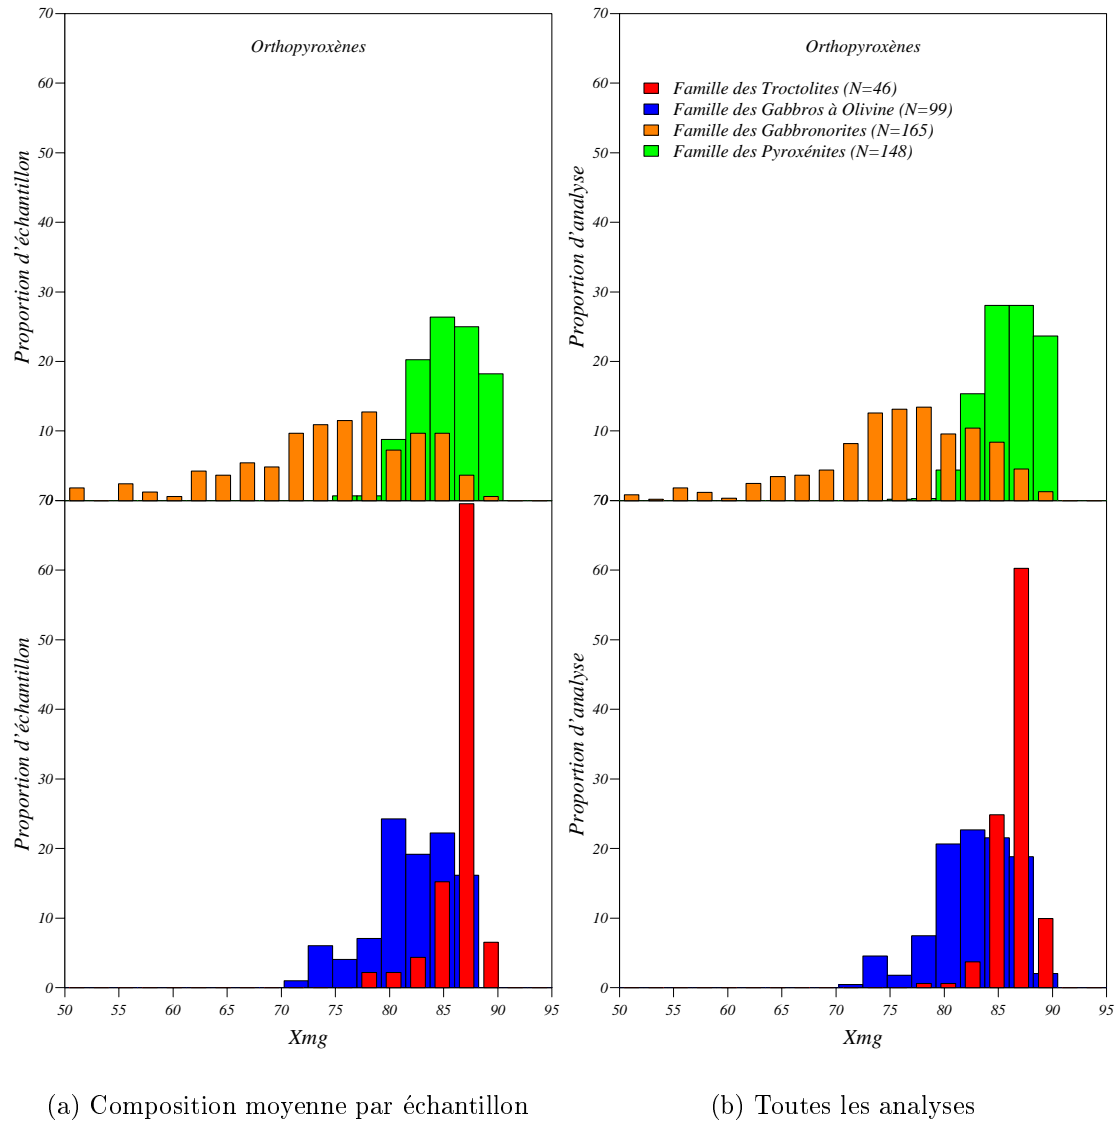 Orthopyroxènes
Proportion d'échantillon
70
60
50
40
30
20
10
70
0
Orthopyroxènes
Famille des Troctolites (N=46)
Famille des Gabbros à Olivine (N=99)
Famille des Gabbronorites (N=165)
Famille des Pyroxénites (N=148)
Proportion d'analyse
70
60
50
40
30
20
10
70
0
Proportion d'échantillon
60
50
40
30
20
10
0
50 55 60 65 70 75 80 85 90 95
Xmg
Proportion d'analyse
60
50
40
30
20
10
0
50 55 60 65 70 75 80 85 90 95
Xmg
(a) Composition moyenne par échantillon
(b) Toutes les analyses